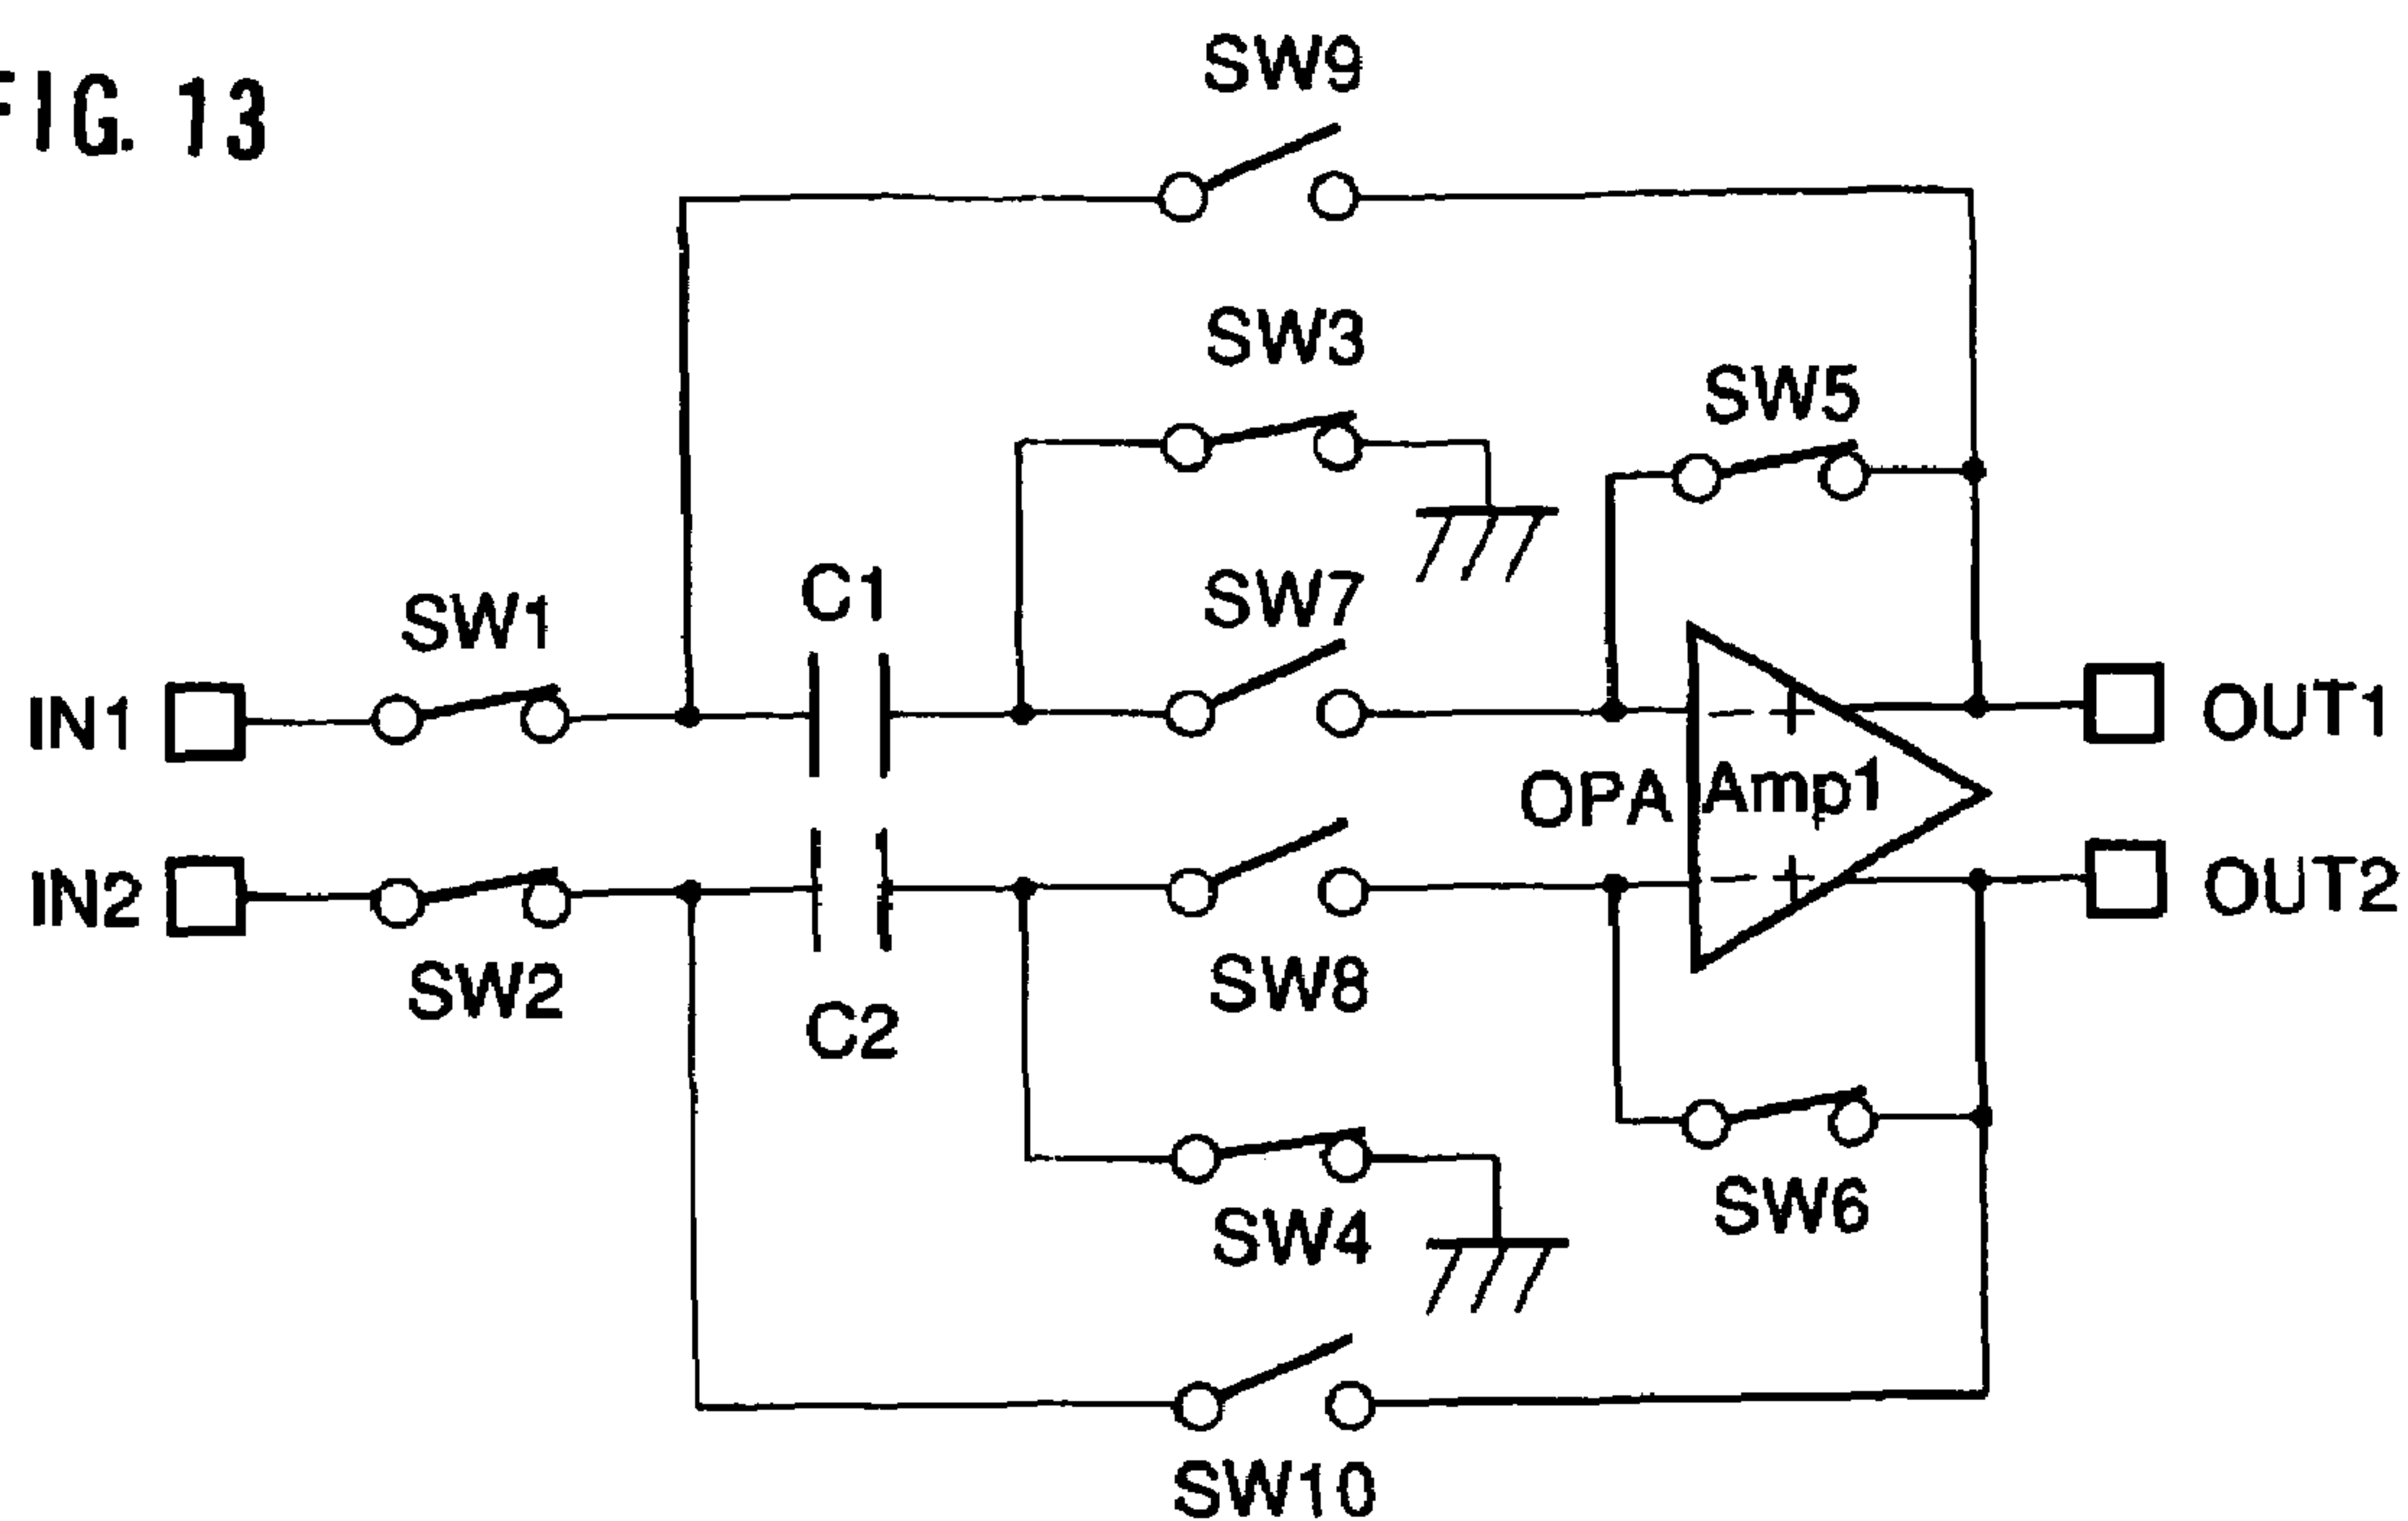 FIG. 13
SW9
SW3
SW5
C1
SW7
SW1
IN1
- +
OUT1
OPA
Amp1
IN2
- +
OUT2
SW2
SW8
C2
SW6
SW4
SW10